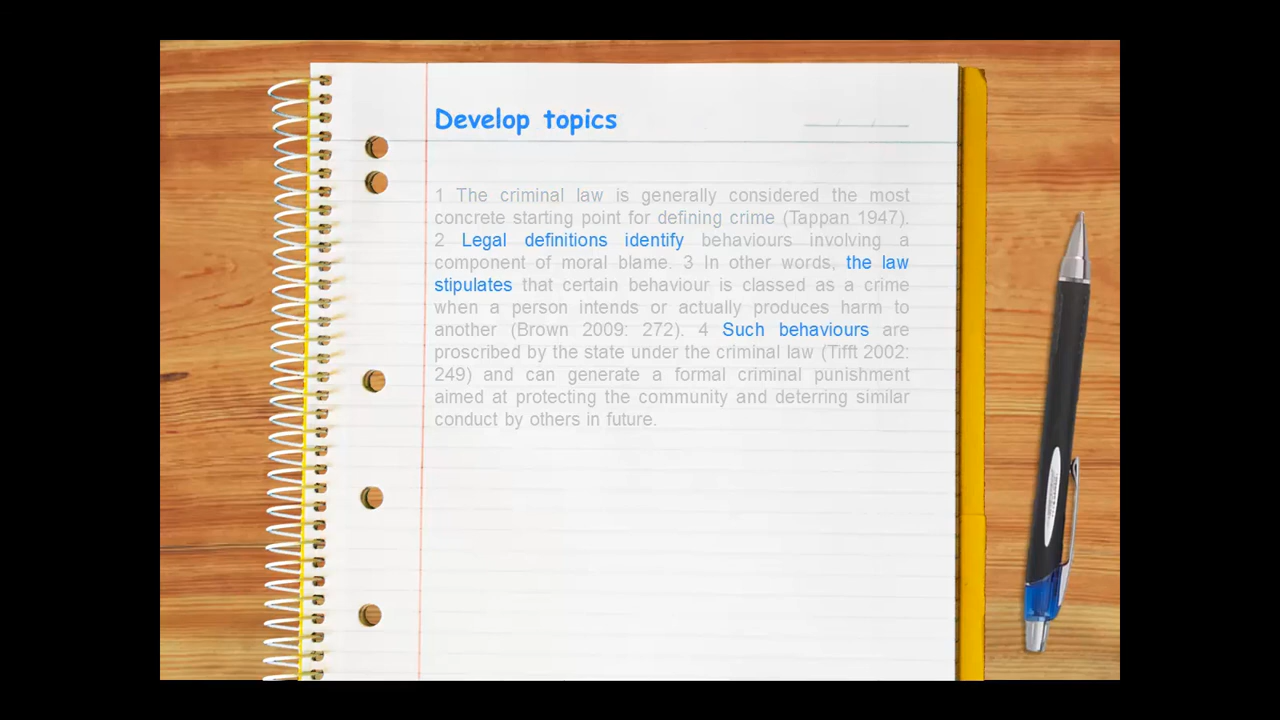 Develop topics
1 The criminal law is generally considered the most
concrete starting point for defining crime (Tappan 1947).
2 Legal definitions identify behaviours involving a
component of moral blame. 3 In other words, the law
stipulates that certain behaviour is classed as a crime
when a person intends or actually produces harm to
another (Brown 2009: 272). 4 Such behaviours are
proscribed by the state under the criminal law (Tifft 2002:
249) and can generate a formal criminal punishment
aimed at protecting the community and deterring similar
conduct by others in future.